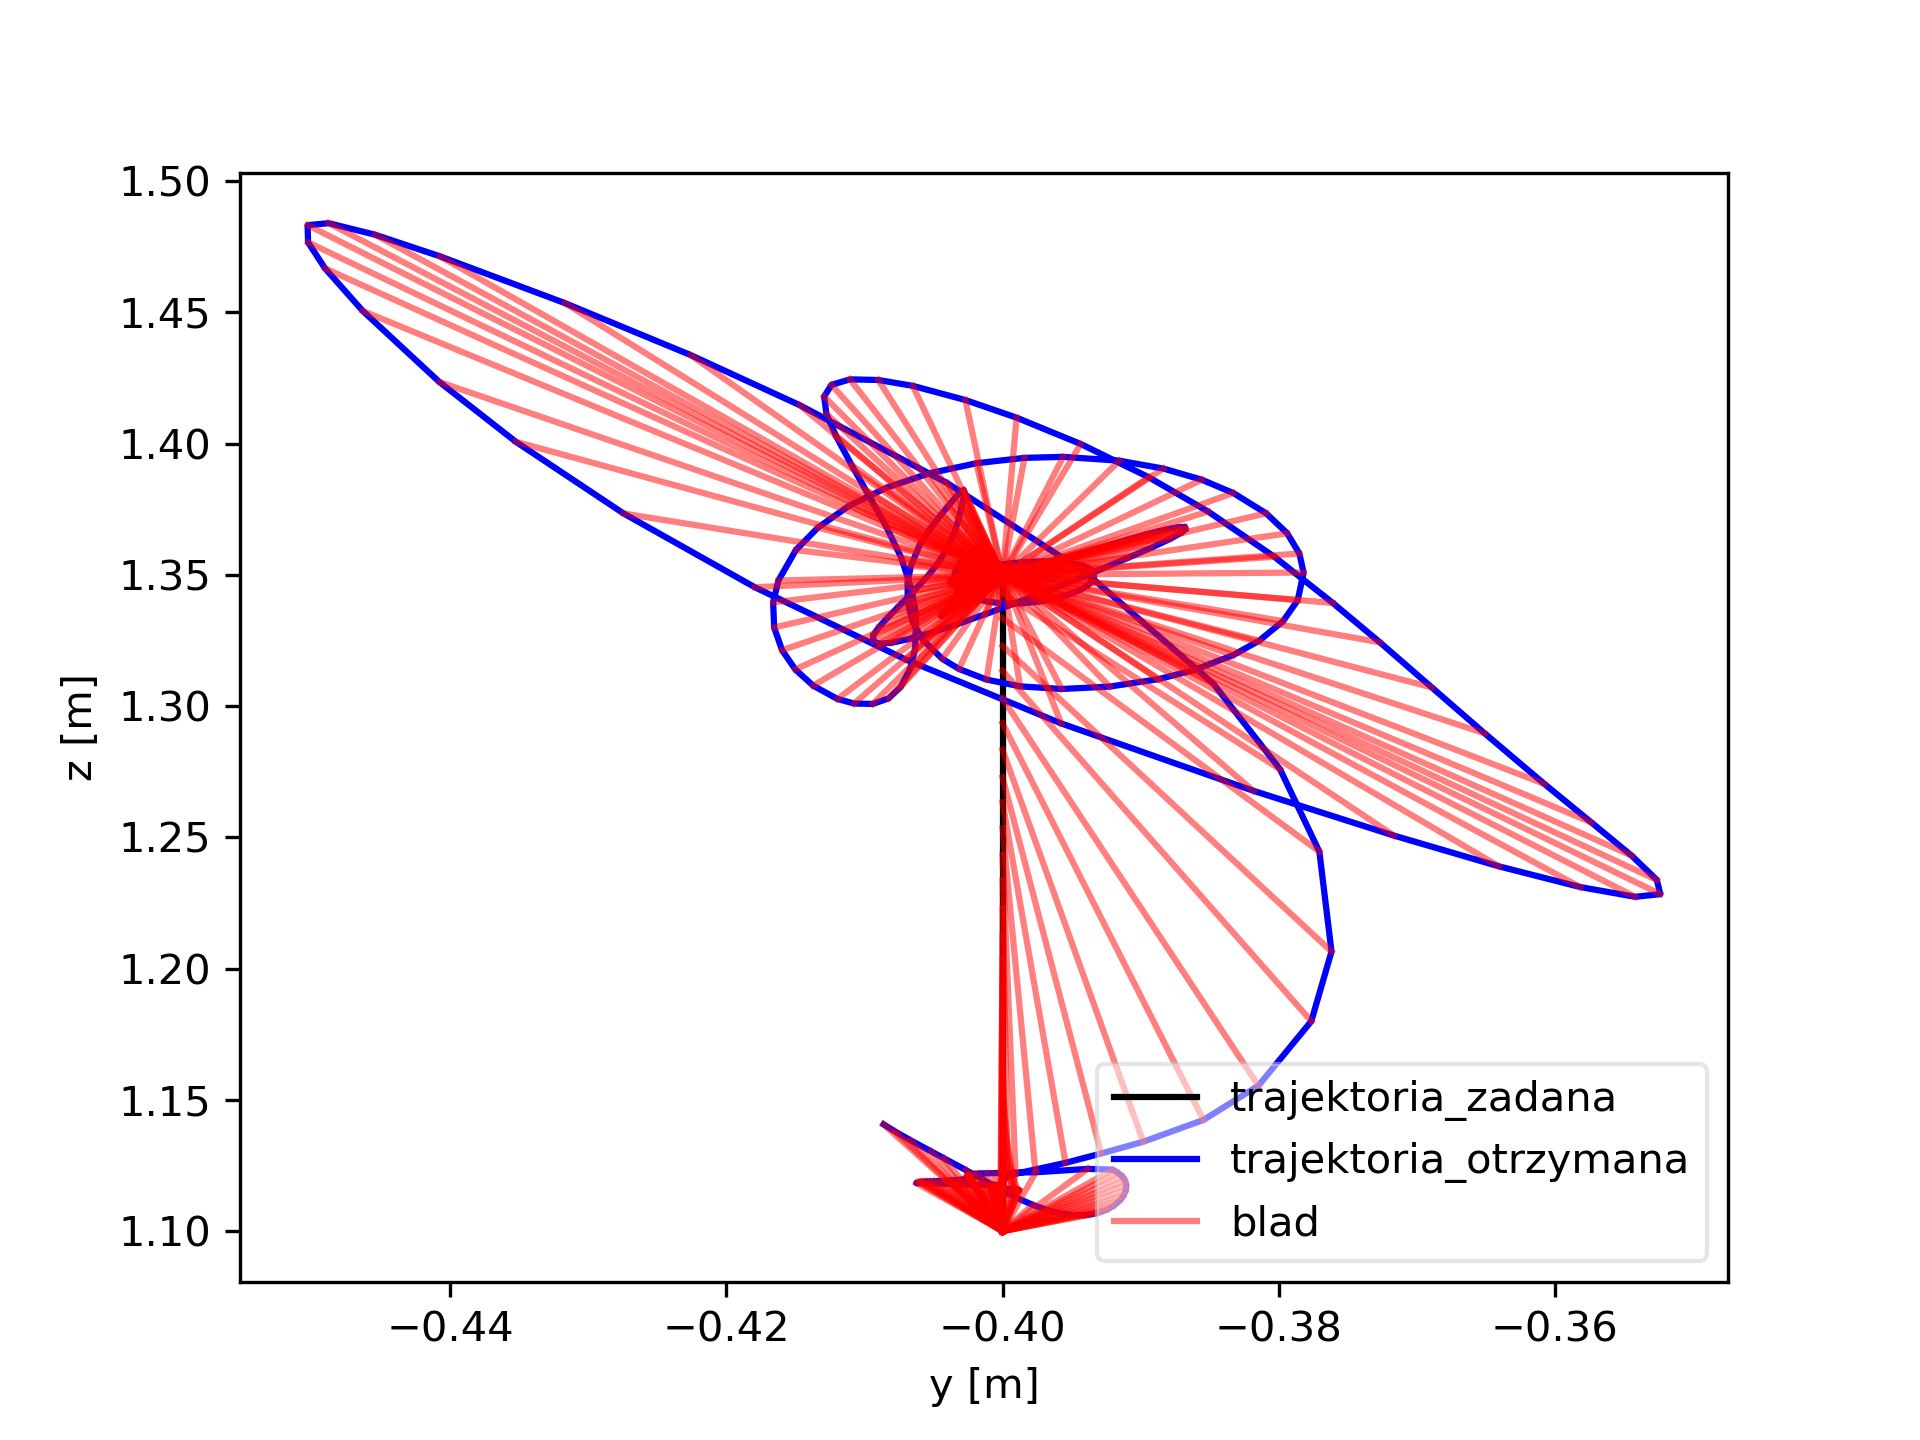 1.50
1.45
1.40
1.35
1.30
1.25
1.20
1.15
1.10
z [m]
trajektoria_zadana
trajektoria_otrzymana
blad
−0.44 −0.42 −0.40 −0.38 −0.36
y [m]